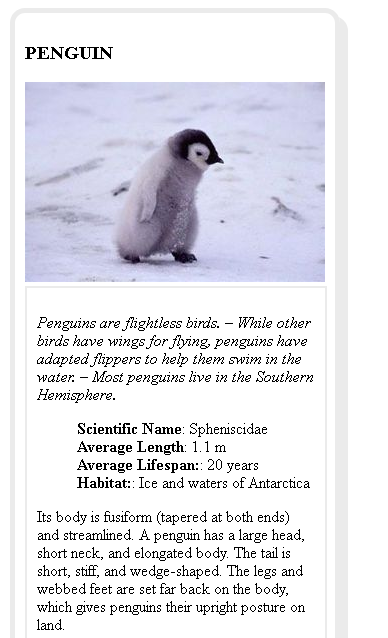 PENGUIN
Penguins are flightless birds. – While other
birds have wings for flying, penguins have
adapted flippers to help them swim in the
water. – Most penguins live in the Southern
Hemisphere.
Scientific Name: Spheniscidae
Average Length: 1.1 m
Average Lifespan:: 20 years
Habitat:: Ice and waters of Antarctica
Its body is fusiform (tapered at both ends)
and streamlined. A penguin has a large head,
short neck, and elongated body. The tail is
short, stiff, and wedge-shaped. The legs and
webbed feet are set far back on the body,
which gives penguins their upright posture on
land.